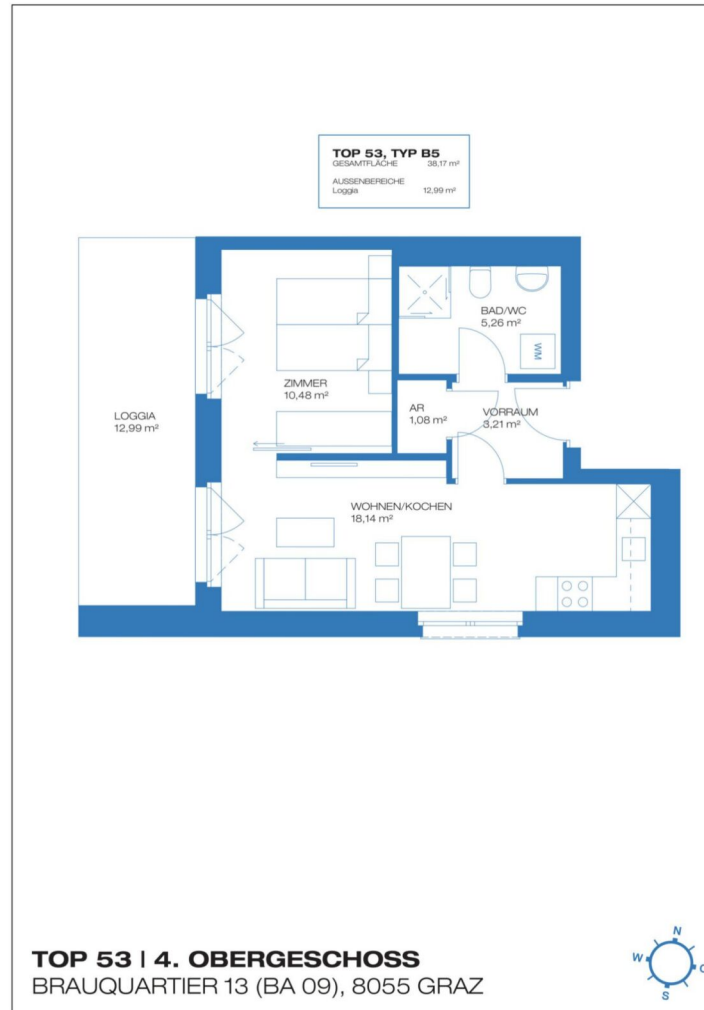 TOP 53, TYP B5
GESAMTFLÄCHE 38,17 m²
AUSSENBEREICHE
Loggia 12,99 m²
BAD/WC
5,26 m²
WM
ZIMMER
10,48 m²
AR
1,08 m²
VORRAUM
3,21 m²
LOGGIA
12,99 m²
WOHNEN/KOCHEN
18,14 m²
TOP 53 | 4. OBERGESCHOSS
BRAUQUARTIER 13 (BA 09), 8055 GRAZ
N
W
O
S